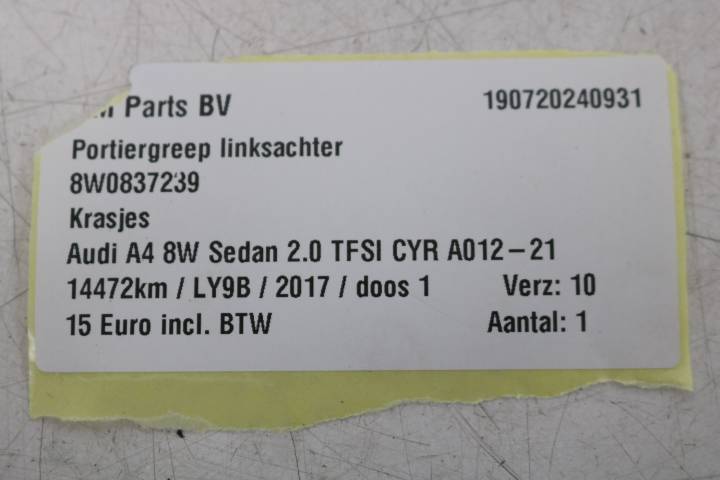 Parts BV 190720240931
Portiergreep linksachter
8W0837239
Krasjes
Audi A4 8W Sedan 2.0 TFSI CYR A012-21
14472km / LY9B / 2017 / doos 1 Verz: 10
15 Euro incl. BTW Aantal: 1